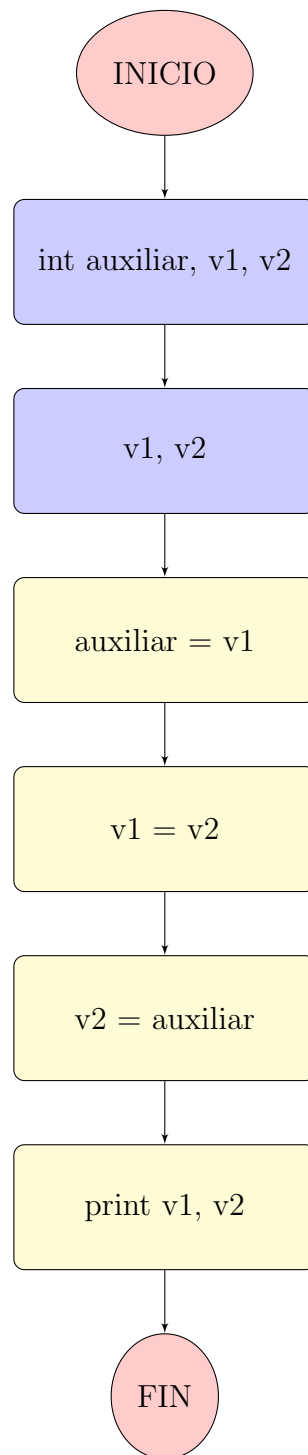 INICIO
int auxiliar, v1, v2
v1, v2
auxiliar = v1
v1 = v2
v2 = auxiliar
print v1, v2
FIN